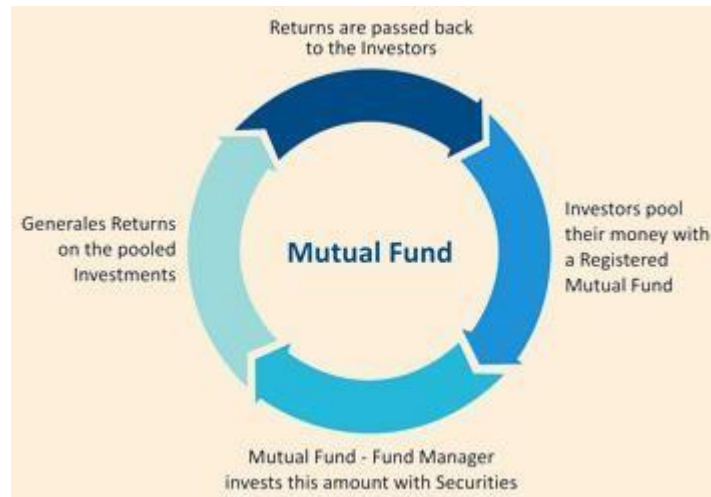 Returns are passed back
to the Investors
Investors pool
their money with
a Registered
Mutual Fund
Mutual Fund - Fund Manager
invests this amount with Securities
Generales Returns
on the pooled
Investments
Mutual Fund